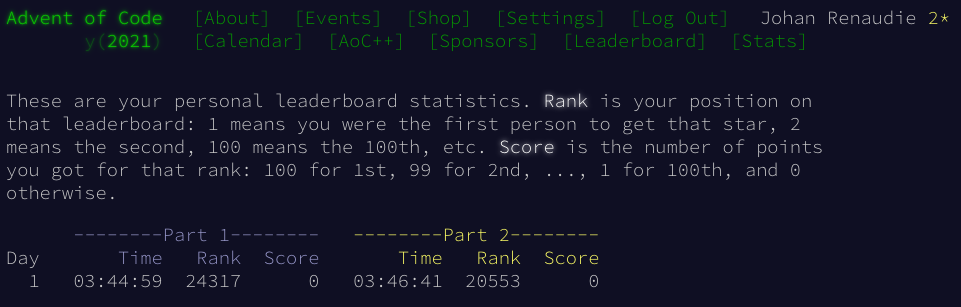 Advent of Code [About] [Events] [Shop] [Settings] [Log Out] Johan Renaudie 2*
y(2021) [Calendar] [AoC++] [Sponsors] [Leaderboard] [Stats]
These are your personal leaderboard statistics. Rank is your position on
that leaderboard: 1 means you were the first person to get that star, 2
means the second, 100 means the 100th, etc. Score is the number of points
you got for that rank: 100 for 1st, 99 for 2nd, ..., 1 for 100th, and 0
otherwise.
--------Part 1-------- --------Part 2--------
Day Time Rank Score Time Rank Score
1 03:44:59 24317 0 03:46:41 20553 0